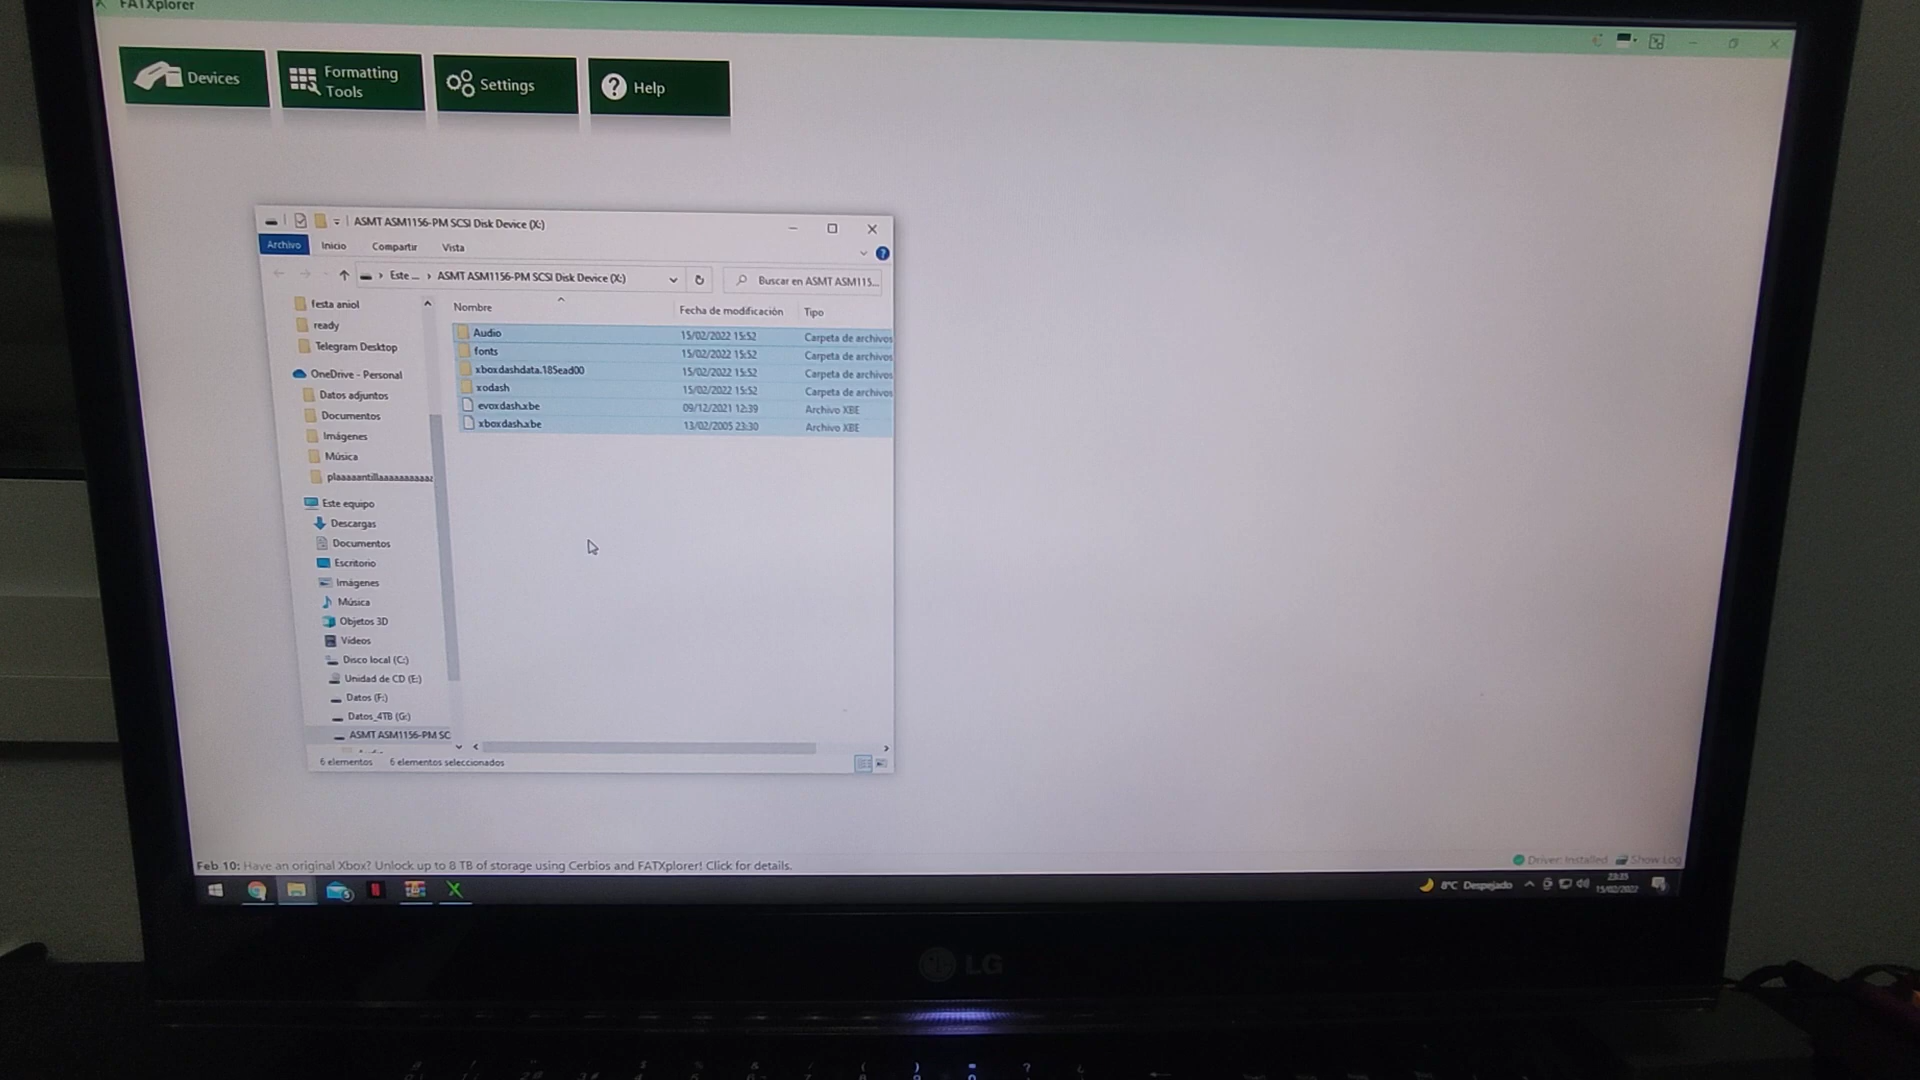 FATXplorer
Devices
Formatting
Tools
Settings
Help
ASMT ASM1156-PM SCSI Disk Device (X:)
Archivo Inicio Compartir Vista
Este ... ASMT ASM1156-PM SCSI Disk Device (X:)
Buscar en ASMT ASM115...
festa aniol
ready
Telegram Desktop
OneDrive - Personal
Datos adjuntos
Documentos
Imágenes
Música
Este equipo
Descargas
Documentos
Escritorio
Imágenes
Música
Objetos 3D
Vídeos
Disco local (C:)
Unidad de CD (E:)
Datos (F:)
Datos_4TB (G:)
ASMT ASM1156-PM SC
Nombre Fecha de modificación Tipo
Audio 15/02/2022 15:52 Carpeta de archivos
fonts 15/02/2022 15:52 Carpeta de archivos
xboxdashdata.185ead00 15/02/2022 15:52 Carpeta de archivos
xodash 15/02/2022 15:52 Carpeta de archivos
evoxdash.xbe 09/12/2021 12:39 Archivo XBE
xboxdash.xbe 13/02/2005 23:30 Archivo XBE
6 elementos 6 elementos seleccionados
Feb 10: Have an original Xbox? Unlock up to 8 TB of storage using Cerbios and FATXplorer! Click for details.
Driver: Installed Show Log
8°C Despejado
23:35
15/02/2022
LG